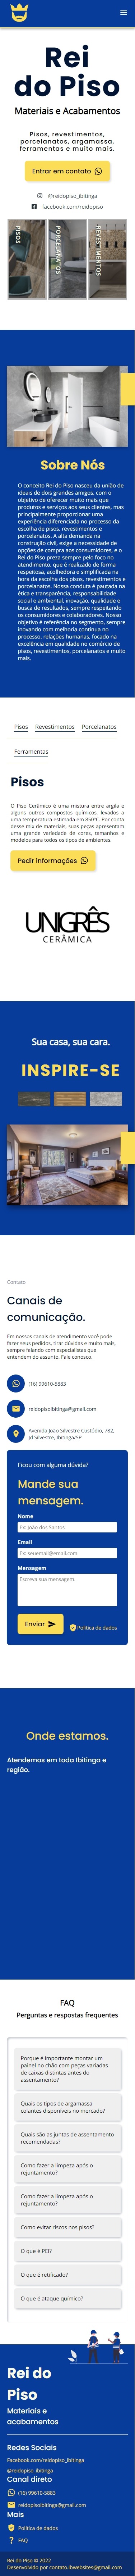 Rei
do Piso
Materiais e Acabamentos
Pisos, revestimentos,
porcelanatos, argamassa,
ferramentas e muito mais.
Entrar em contato
@reidopiso_ibitinga
facebook.com/reidopiso
PISOS
PORCELANATOS
REVESTIMENTOS
Sobre Nós
O conceito Rei do Piso nasceu da união de
ideais de dois grandes amigos, com o
objetivo de oferecer muito mais que
produtos e serviços aos seus clientes, mas
principalmente proporcionar uma
experiência diferenciada no processo da
escolha de pisos, revestimentos e
porcelanatos. A alta demanda na
construção civil, exige a necessidade de
opções de compra aos consumidores, e o
Rei do Piso preza sempre pelo foco no
atendimento, que é realizado de forma
respeitosa, acolhedora e simplificada na
hora da escolha dos pisos, revestimentos e
porcelanatos. Nossa conduta é pautada na
ética e transparência, responsabilidade
social e ambiental, inovação, qualidade e
busca de resultados, sempre respeitando
os consumidores e colaboradores. Nosso
objetivo é referência no segmento, sempre
inovando com melhoria contínua no
processo, relações humanas, focado na
excelência em qualidade no comércio de
pisos, revestimentos, porcelanatos e muito
mais.
Pisos
Revestimentos
Porcelanatos
Ferramentas
Pisos
O Piso Cerâmico é uma mistura entre argila e
alguns outros compostos químicos, levados a
uma temperatura estimada em 850°C. Por conta
desse mix de materiais, suas peças apresentam
uma grande variedade de cores, tamanhos e
modelos para todos os tipos de ambientes.
Pedir informações
UNIGRÊS
CERÂMICA
Sua casa, sua cara.
INSPIRE-SE
Contato
Canais de
comunicação.
Em nossos canais de atendimento você pode
fazer seus pedidos, tirar dúvidas e muito mais,
sempre falando com especialistas que
entendem do assunto. Fale conosco.
(16) 99610-5883
reidopisoibitinga@gmail.com
Avenida João Silvestre Custódio, 782,
Jd Silvestre, Ibitinga/SP
Ficou com alguma dúvida?
Mande sua
mensagem.
Nome
Ex: João dos Santos
Email
Ex: seuemail@email.com
Mensagem
Escreva sua mensagem.
Enviar
Política de dados
Onde estamos.
Atendemos em toda Ibitinga e
região.
FAQ
Perguntas e respostas frequentes
Porque é importante montar um
painel no chão com peças variadas
de caixas distintas antes do
assentamento?
Quais os tipos de argamassa
colantes disponíveis no mercado?
Quais são as juntas de assentamento
recomendadas?
Como fazer a limpeza após o
rejuntamento?
Como fazer a limpeza após o
rejuntamento?
Como evitar riscos nos pisos?
O que é PEI?
O que é retificado?
O que é ataque químico?
Rei do
Piso
Materiais e
acabamentos
Redes Sociais
Facebook.com/reidopiso_ibitinga
@reidopiso_ibitinga
Canal direto
(16) 99610-5883
reidopisoibitinga@gmail.com
Mais
Política de dados
FAQ
Rei do Piso © 2022
Desenvolvido por contato.ibwebsites@gmail.com